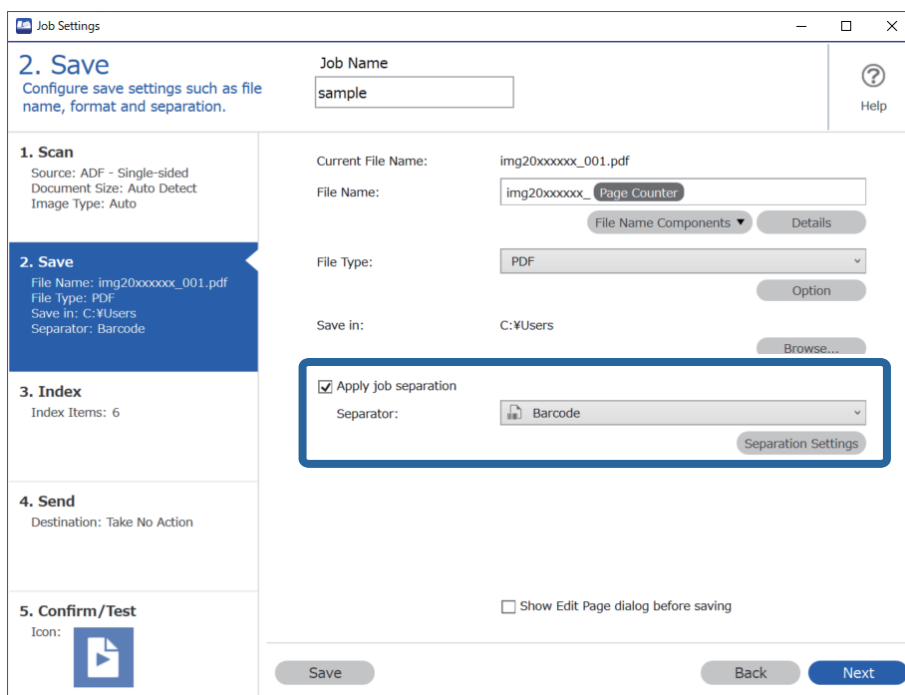 Job Settings
2. Save
Configure save settings such as file
name, format and separation.
Job Name
sample
Help
1. Scan
Source: ADF - Single-sided
Document Size: Auto Detect
Image Type: Auto
2. Save
File Name: img20xxxxxx_001.pdf
File Type: PDF
Save in: C:¥Users
Separator: Barcode
3. Index
Index Items: 6
4. Send
Destination: Take No Action
5. Confirm/Test
Icon:
Current File Name: img20xxxxxx_001.pdf
File Name: img20xxxxxx_ Page Counter
File Name Components ▼ Details
File Type: PDF
Option
Save in: C:¥Users
Browse...
Apply job separation
Separator: Barcode
Separation Settings
Show Edit Page dialog before saving
Save Back Next